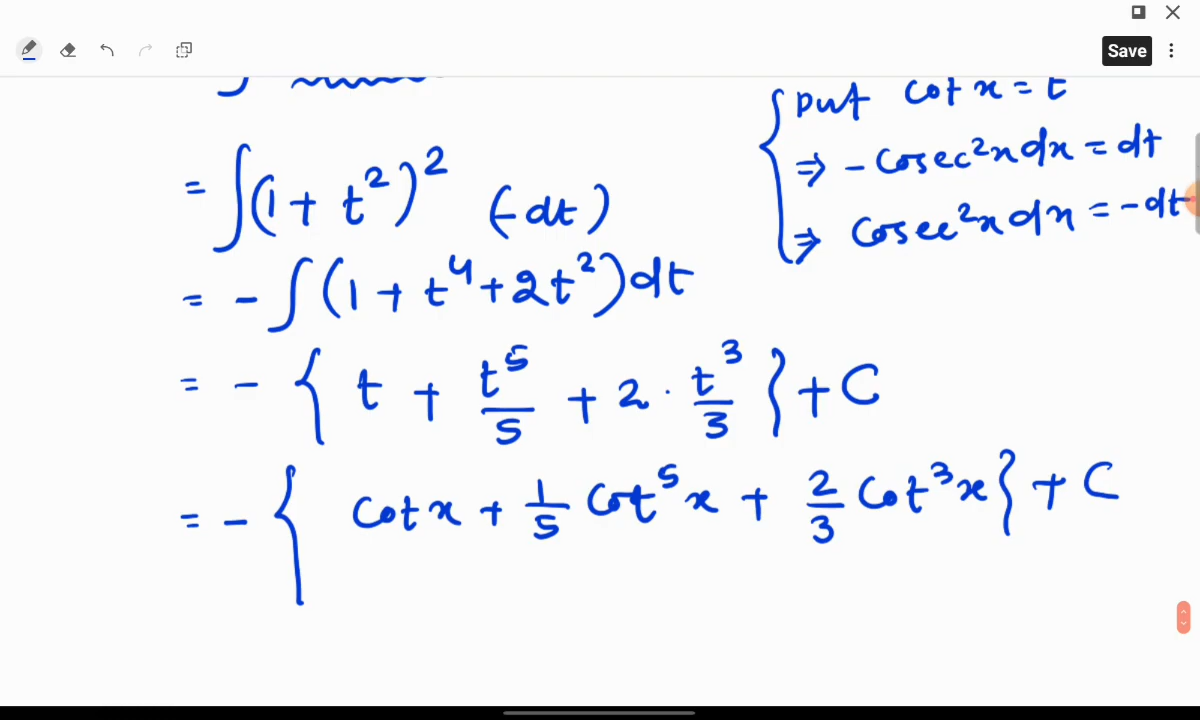 Save
put cot x = t
⇒ - cosec²x dx = dt
⇒ cosec²x dx = -dt
= ∫(1 + t²)² (-dt)
= - ∫(1 + t⁴ + 2t²)dt
= - { t + t⁵/5 + 2 · t³/3 } + C
= - { cot x + 1/5 cot⁵x + 2/3 cot³x } + C